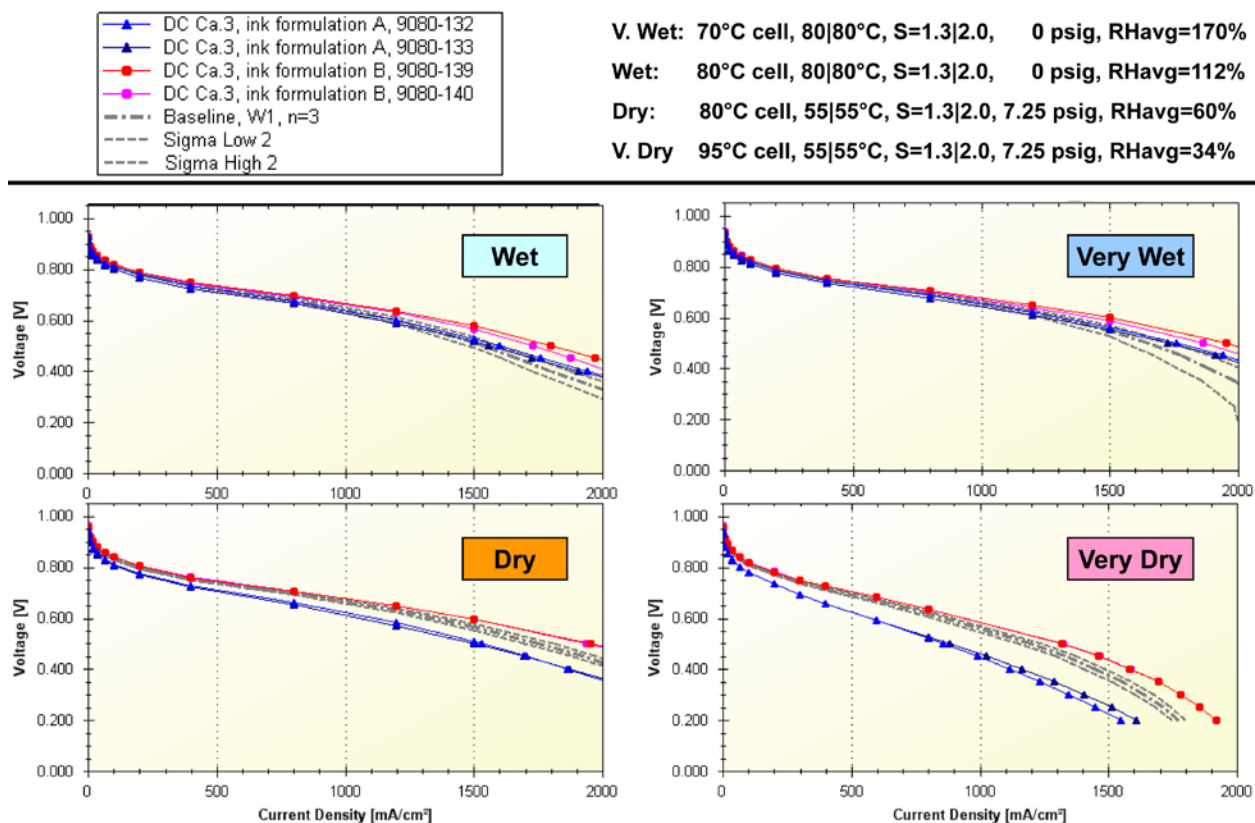 DC Ca.3, ink formulation A, 9080-132
DC Ca.3, ink formulation A, 9080-133
DC Ca.3, ink formulation B, 9080-139
DC Ca.3, ink formulation B, 9080-140
Baseline, W1, n=3
Sigma Low 2
Sigma High 2
V. Wet: 70°C cell, 80|80°C, S=1.3|2.0, 0 psig, RHavg=170%
Wet: 80°C cell, 80|80°C, S=1.3|2.0, 0 psig, RHavg=112%
Dry: 80°C cell, 55|55°C, S=1.3|2.0, 7.25 psig, RHavg=60%
V. Dry 95°C cell, 55|55°C, S=1.3|2.0, 7.25 psig, RHavg=34%
Wet
Voltage [V]
1.000
0.800
0.600
0.400
0.200
0.000
0 500 1000 1500 2000
Very Wet
Voltage [V]
1.000
0.800
0.600
0.400
0.200
0.000
0 500 1000 1500 2000
Dry
Voltage [V]
1.000
0.800
0.600
0.400
0.200
0.000
0 500 1000 1500 2000
Current Density [mA/cm²]
Very Dry
Voltage [V]
1.000
0.800
0.600
0.400
0.200
0.000
0 500 1000 1500 2000
Current Density [mA/cm²]